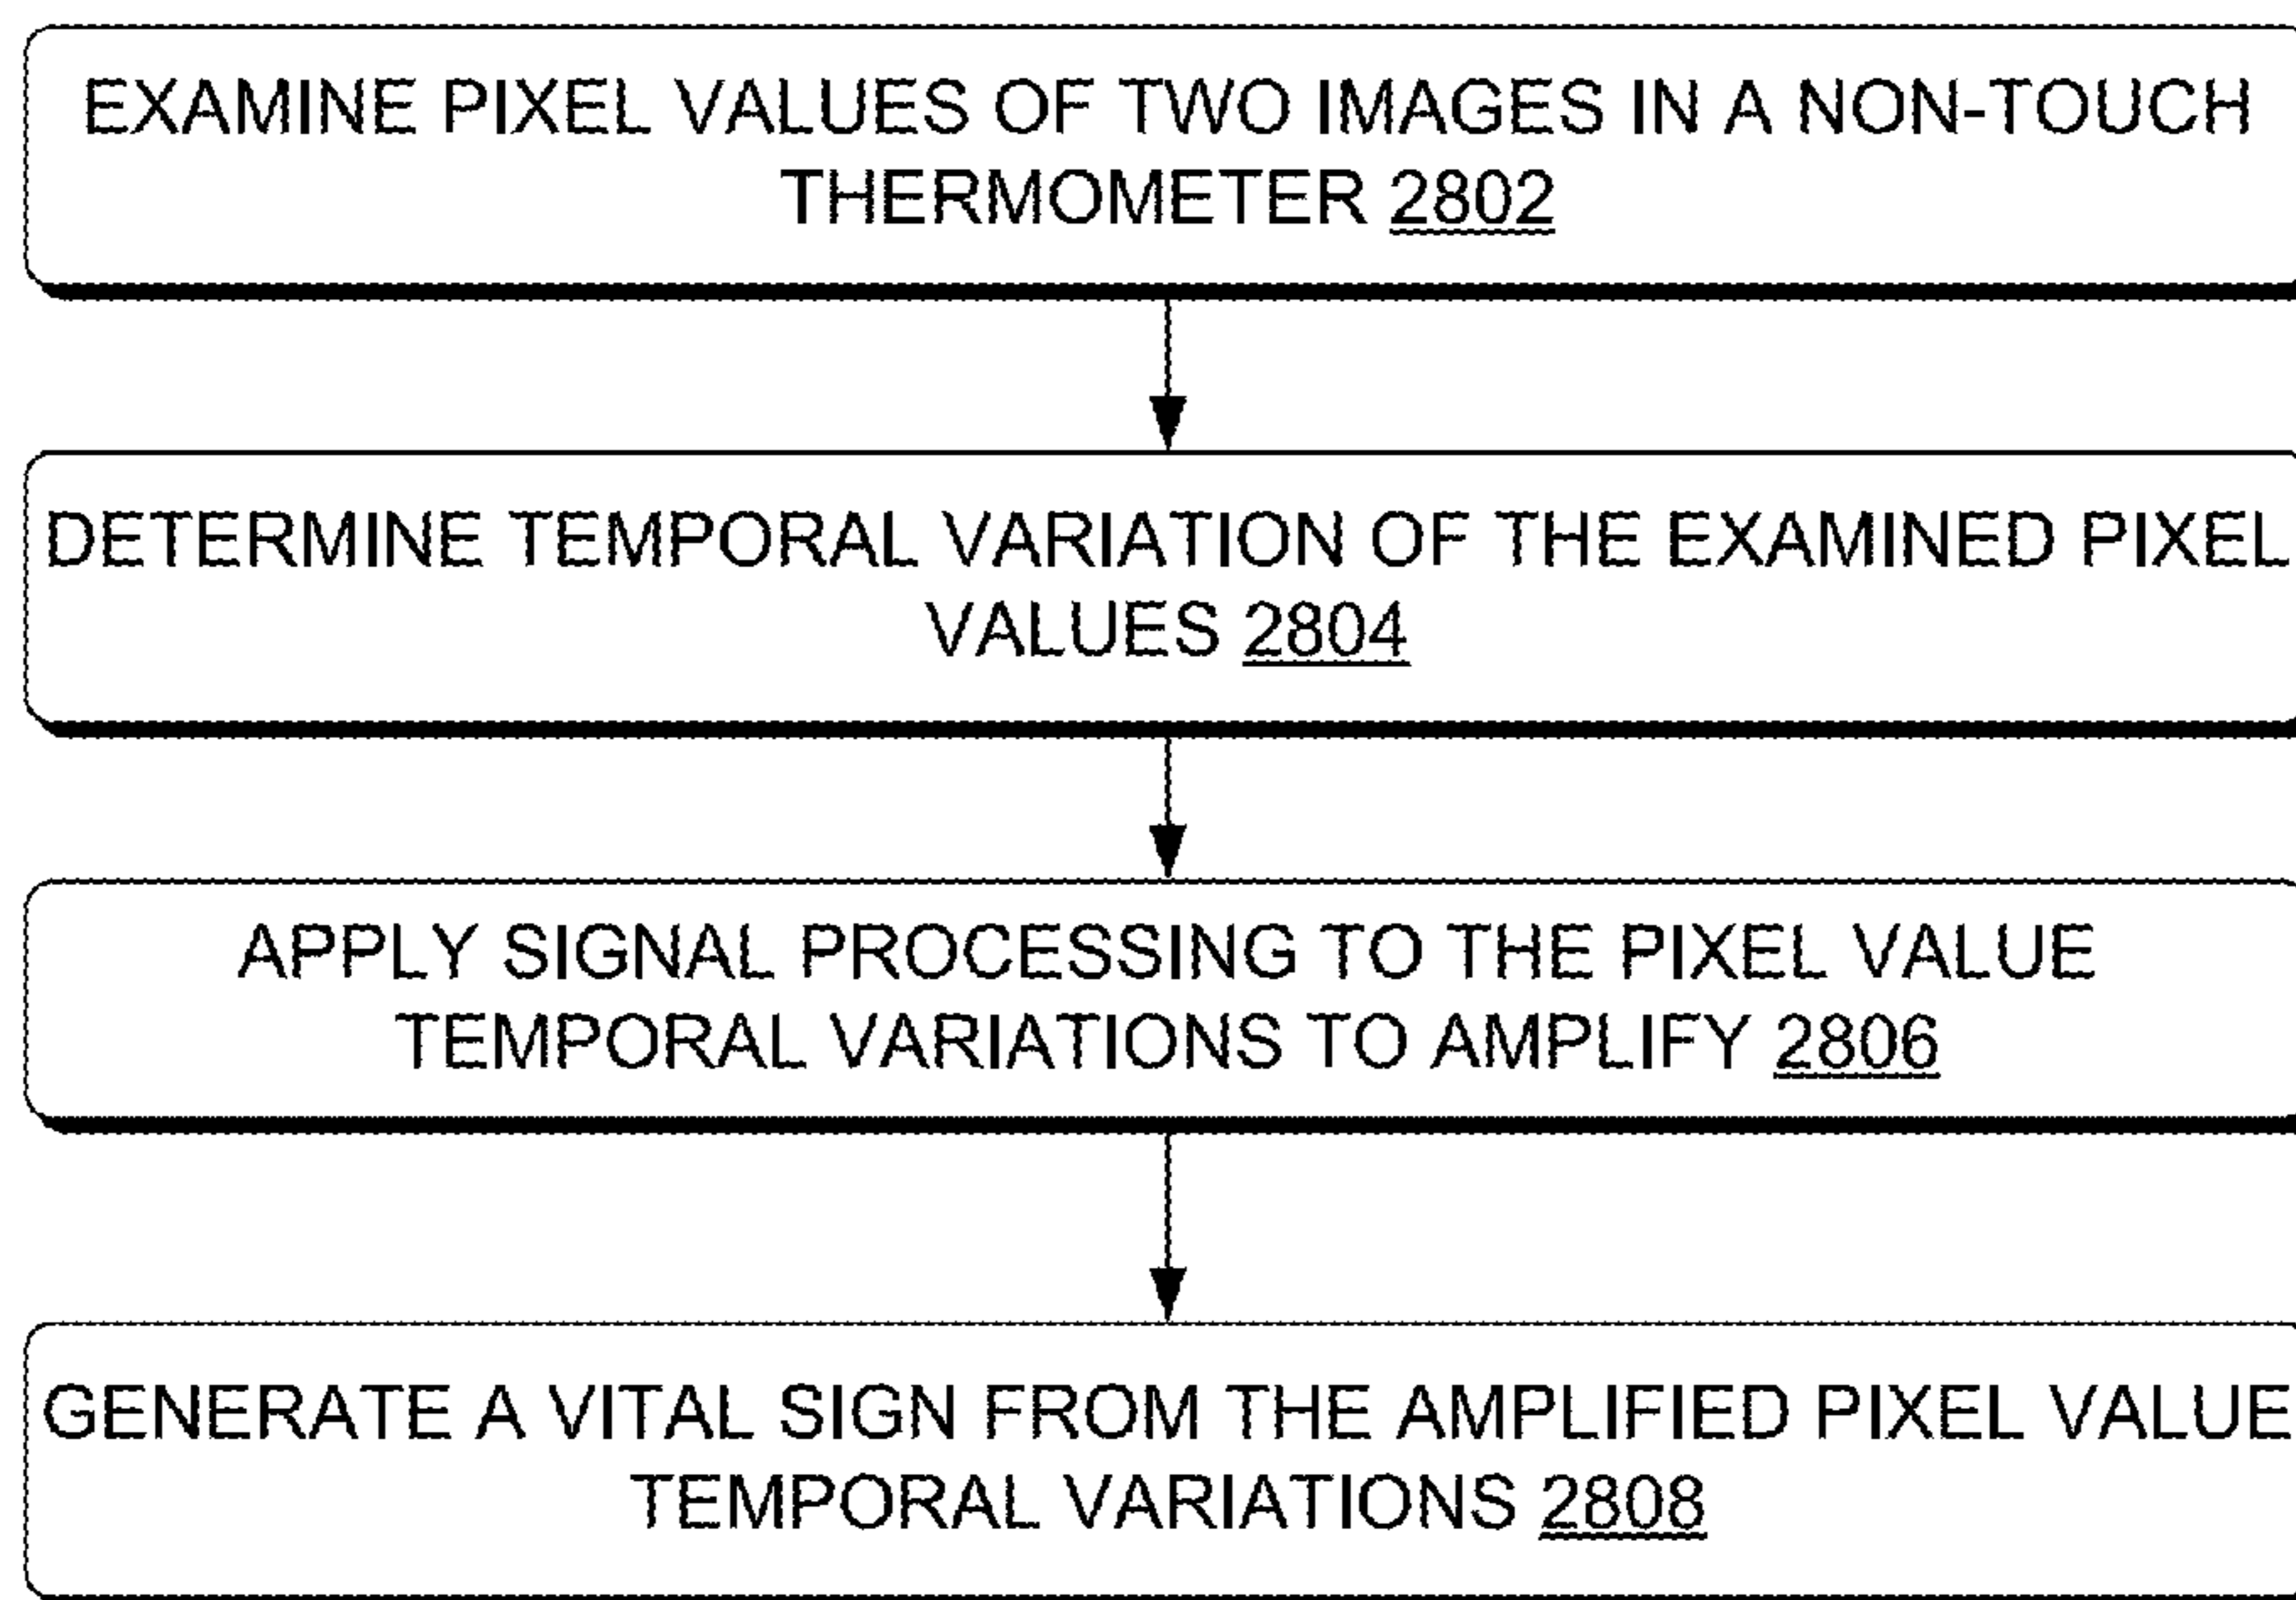 EXAMINE PIXEL VALUES OF TWO IMAGES IN A NON-TOUCH
THERMOMETER 2802
DETERMINE TEMPORAL VARIATION OF THE EXAMINED PIXEL
VALUES 2804
APPLY SIGNAL PROCESSING TO THE PIXEL VALUE
TEMPORAL VARIATIONS TO AMPLIFY 2806
GENERATE A VITAL SIGN FROM THE AMPLIFIED PIXEL VALUE
TEMPORAL VARIATIONS 2808